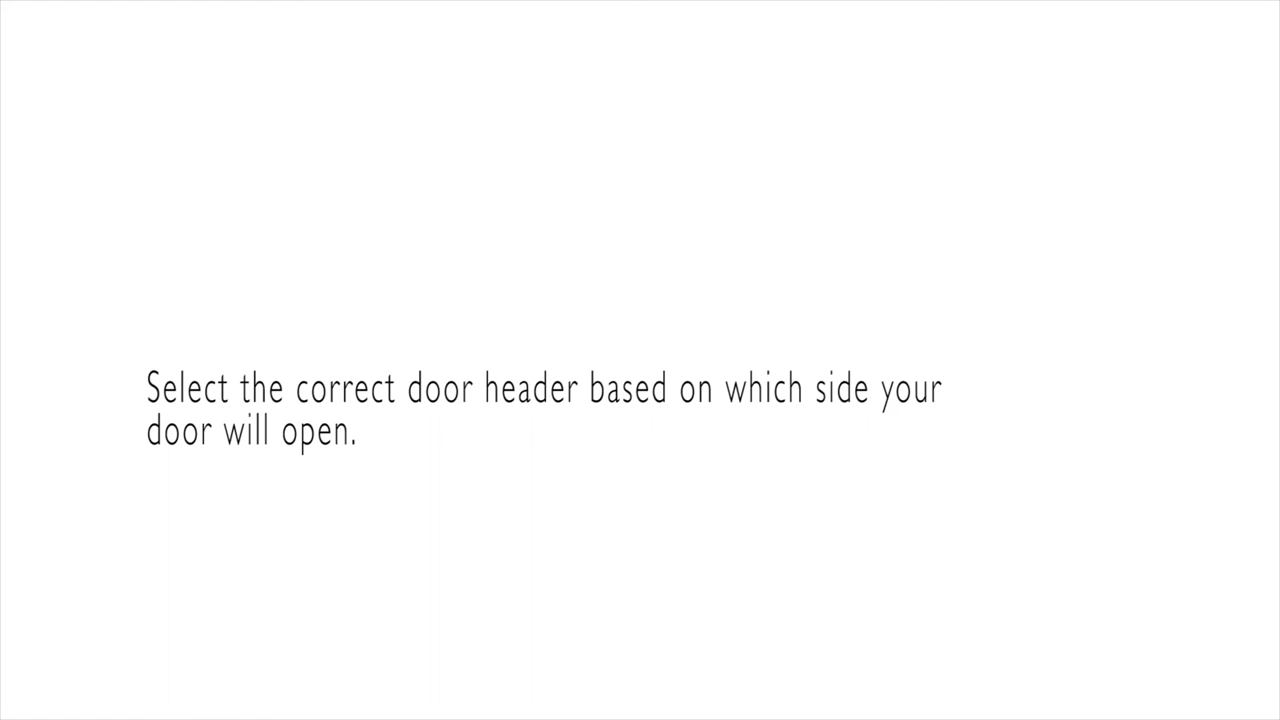 Select the correct door header based on which side your
door will open.